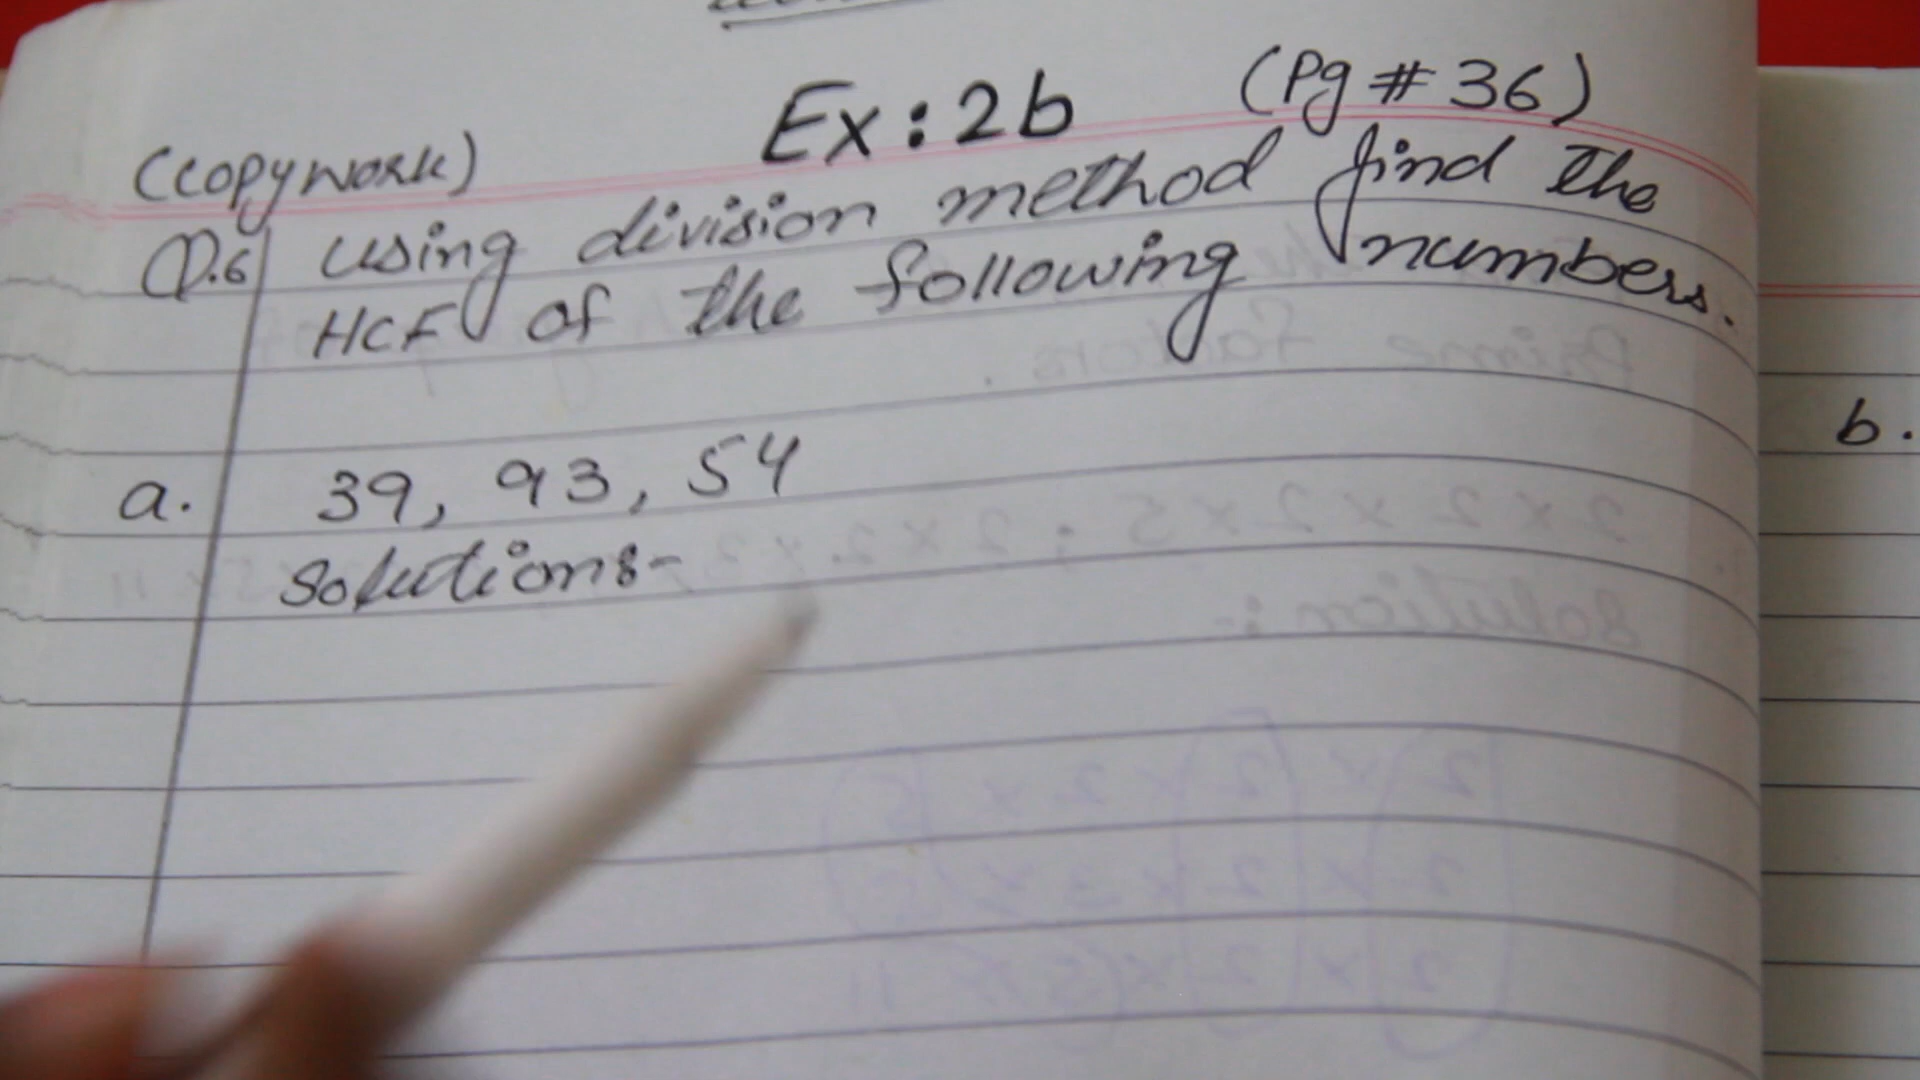 Ex: 2b (Pg # 36)
(Copywork)
Q.6 using division method find the
HCF of the following numbers.
a. 39, 93, 54
b.
Solution:-